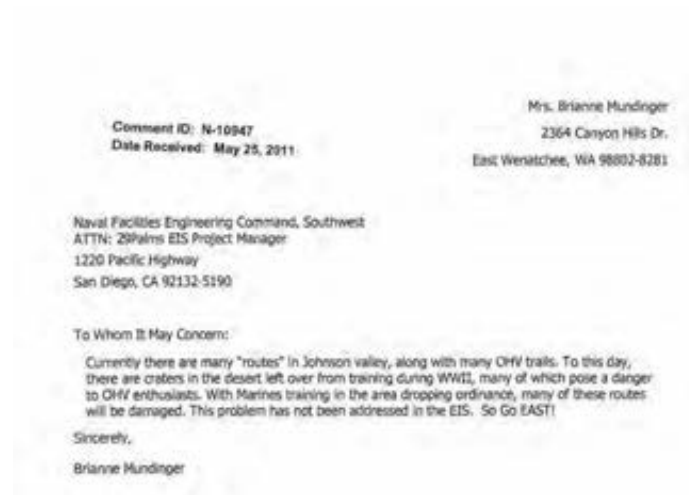 Mrs. Brianne Mundinger
Comment ID: N-10947
2364 Canyon Hills Dr.
Date Received: May 25, 2011
East Wenatchee, WA 98802-8281
Naval Facilities Engineering Command, Southwest
ATTN: 29Palms EIS Project Manager
1220 Pacific Highway
San Diego, CA 92132-5190
To Whom It May Concern:
Currently there are many "routes" in Johnson valley, along with many OHV trails. To this day,
there are craters in the desert left over from training during WWII, many of which pose a danger
to OHV enthusiasts. With Marines training in the area dropping ordinance, many of these routes
will be damaged. This problem has not been addressed in the EIS. So Go EAST!
Sincerely,
Brianne Mundinger